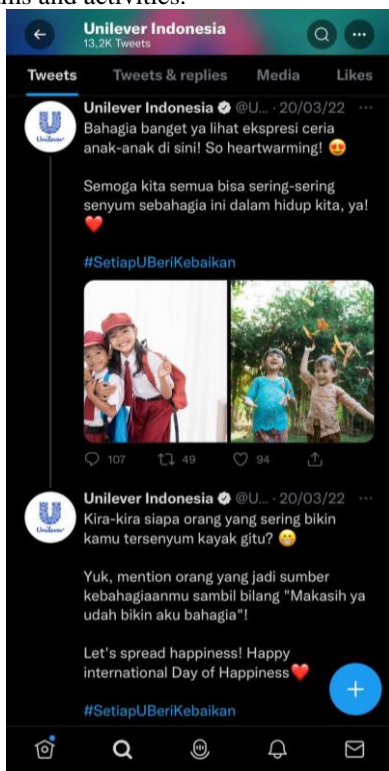 ms and activities.
Unilever Indonesia
13,2K Tweets
Tweets Tweets & replies Media Likes
Unilever Indonesia @U... · 20/03/22
Bahagia banget ya lihat ekspresi ceria
anak-anak di sini! So heartwarming! 😍
Semoga kita semua bisa sering-sering
senyum sebahagia ini dalam hidup kita, ya!
❤️
#SetiapUBeriKebaikan
107 49 94
Unilever Indonesia @U... · 20/03/22
Kira-kira siapa orang yang sering bikin
kamu tersenyum kayak gitu? 😁
Yuk, mention orang yang jadi sumber
kebahagiaanmu sambil bilang "Makasih ya
udah bikin aku bahagia"!
Let's spread happiness! Happy
international Day of Happiness❤️
#SetiapUBeriKebaikan